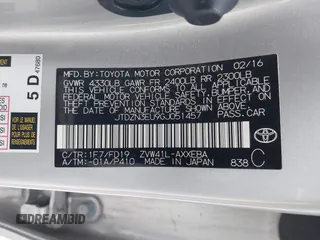 5 D
47680
MFD. BY: TOYOTA MOTOR CORPORATION 02/16
GVWR 4330LB GAWR FR 2400LB RR 2300LB
THIS VEHICLE CONFORMS TO ALL APPLICABLE
FEDERAL MOTOR VEHICLE SAFETY, BUMPER, AND
THEFT PREVENTION STANDARDS IN EFFECT ON
THE DATE OF MANUFACTURE SHOWN ABOVE.
JTDZN3EU9GJ051457 PASS.CAR
C/TR:1F7/FD19 ZVW41L-AXXEBA
A/TM:-01A/P410 MADE IN JAPAN 838
C
TOYOTA
DREAMBID